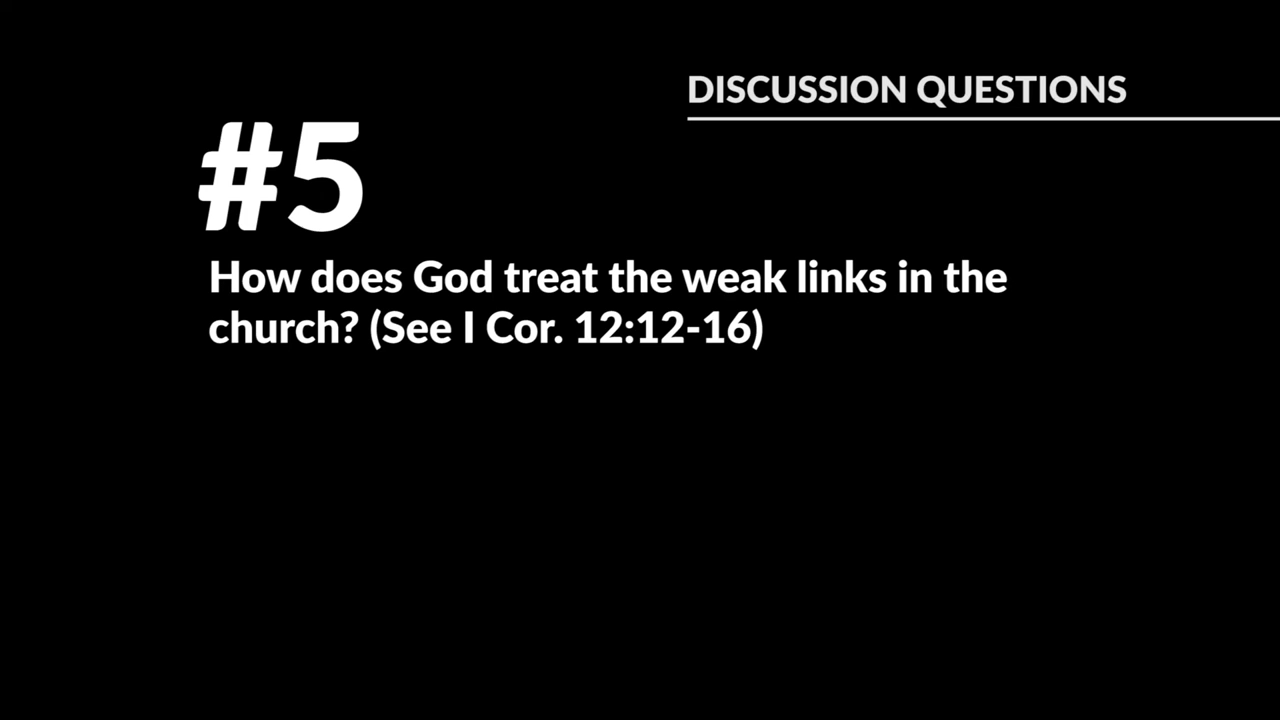 DISCUSSION QUESTIONS
#5
How does God treat the weak links in the
church? (See I Cor. 12:12-16)